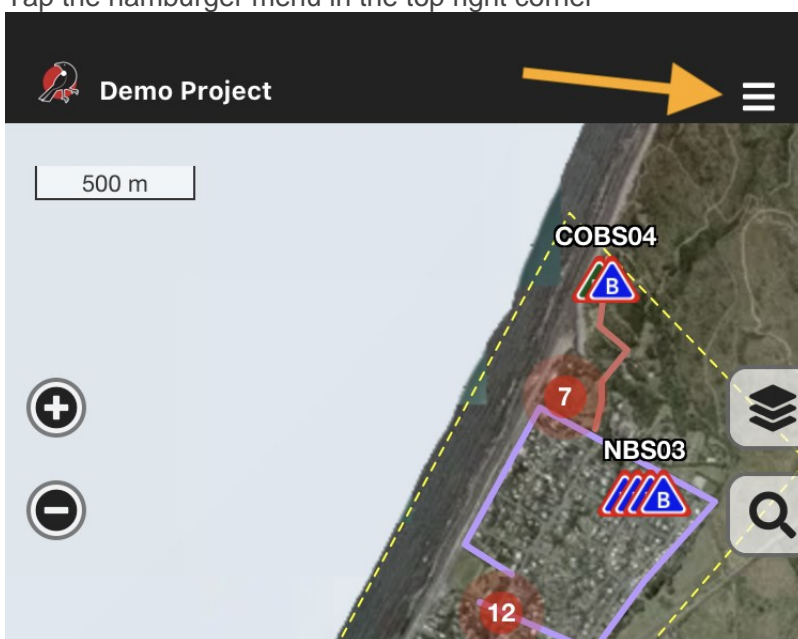 Tap the hamburger menu in the top right corner
Demo Project
500 m
COBS04
B
7
NBS03
B
12